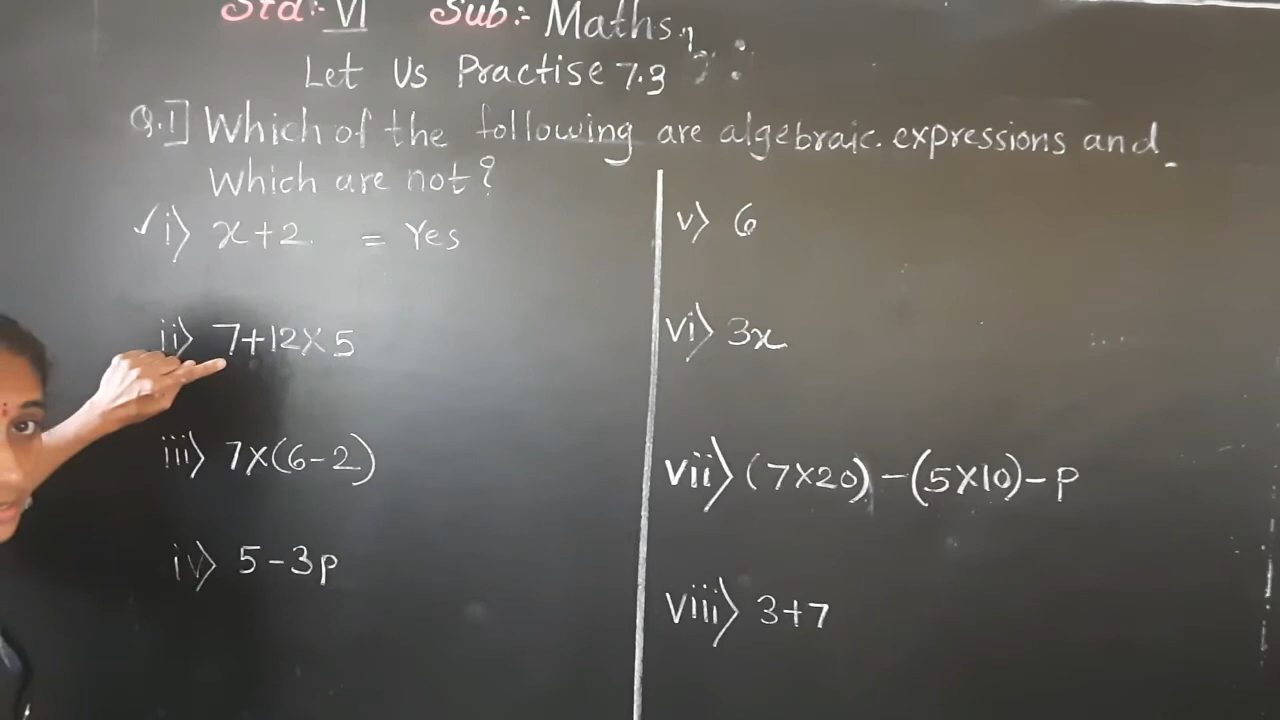 Std:- VI Sub:- Maths.
Let Us Practise 7.3
Q.1] Which of the following are algebraic expressions and
which are not?
✓i) x+2 = Yes
ii) 7+12×5
iii) 7×(6-2)
iv) 5-3p
v) 6
vi) 3x
vii) (7×20) -(5×10)-p
viii) 3+7